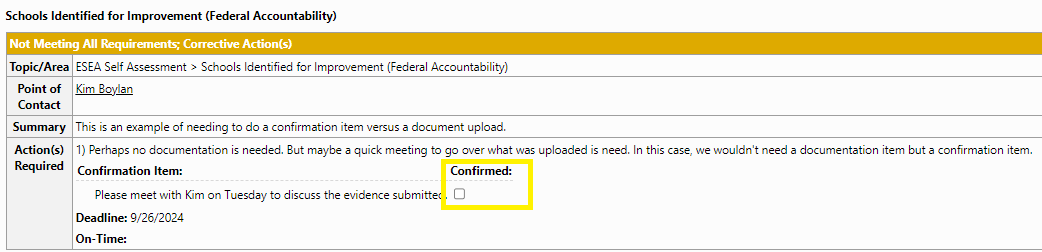 Schools Identified for Improvement (Federal Accountability)
Not Meeting All Requirements; Corrective Action(s)
Topic/Area ESEA Self Assessment > Schools Identified for Improvement (Federal Accountability)
Point of Contact Kim Boylan
Summary This is an example of needing to do a confirmation item versus a document upload.
Action(s) Required 1) Perhaps no documentation is needed. But maybe a quick meeting to go over what was uploaded is need. In this case, we wouldn't need a documentation item but a confirmation item.
Confirmation Item: Confirmed:
Please meet with Kim on Tuesday to discuss the evidence submitted.
Deadline: 9/26/2024
On-Time: